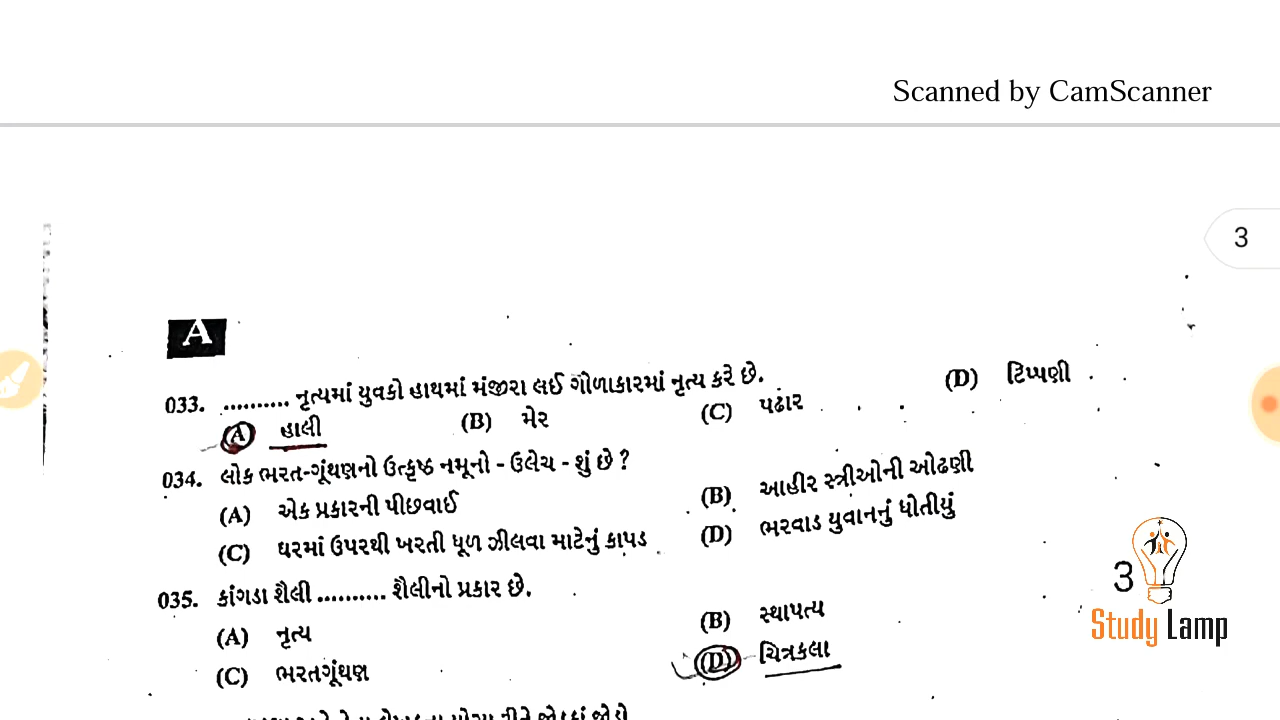 Scanned by CamScanner
3
A
033. .......... નૃત્યમાં યુવકો હાથમાં મંજીરા લઈ ગોળાકારમાં નૃત્ય કરે છે.
(A) હાલી (B) મેર (C) પઢાર (D) ટિપ્પણી
034. લોક ભરત-ગૂંથણનો ઉત્કૃષ્ઠ નમૂનો - ઉલેચ - શું છે ?
(A) એક પ્રકારની પીછવાઈ (B) આહીર સ્ત્રીઓની ઓઢણી
(C) ઘરમાં ઉપરથી ખરતી ધૂળ ઝીલવા માટેનું કાપડ (D) ભરવાડ યુવાનનું ધોતીયું
035. કાંગડા શૈલી .......... શૈલીનો પ્રકાર છે.
(A) નૃત્ય (B) સ્થાપત્ય
(C) ભરતગૂંથણ (D) ચિત્રકલા
3
Study Lamp